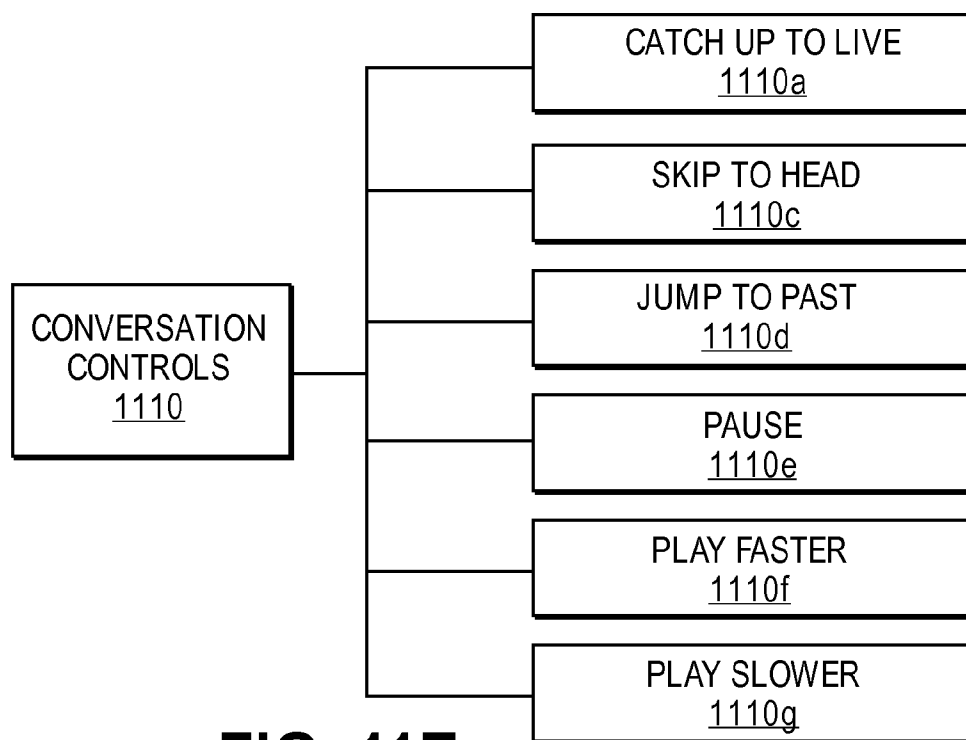 CATCH UP TO LIVE
1110a
SKIP TO HEAD
1110c
JUMP TO PAST
1110d
CONVERSATION
CONTROLS
1110
PAUSE
1110e
PLAY FASTER
1110f
PLAY SLOWER
1110g
FIG.